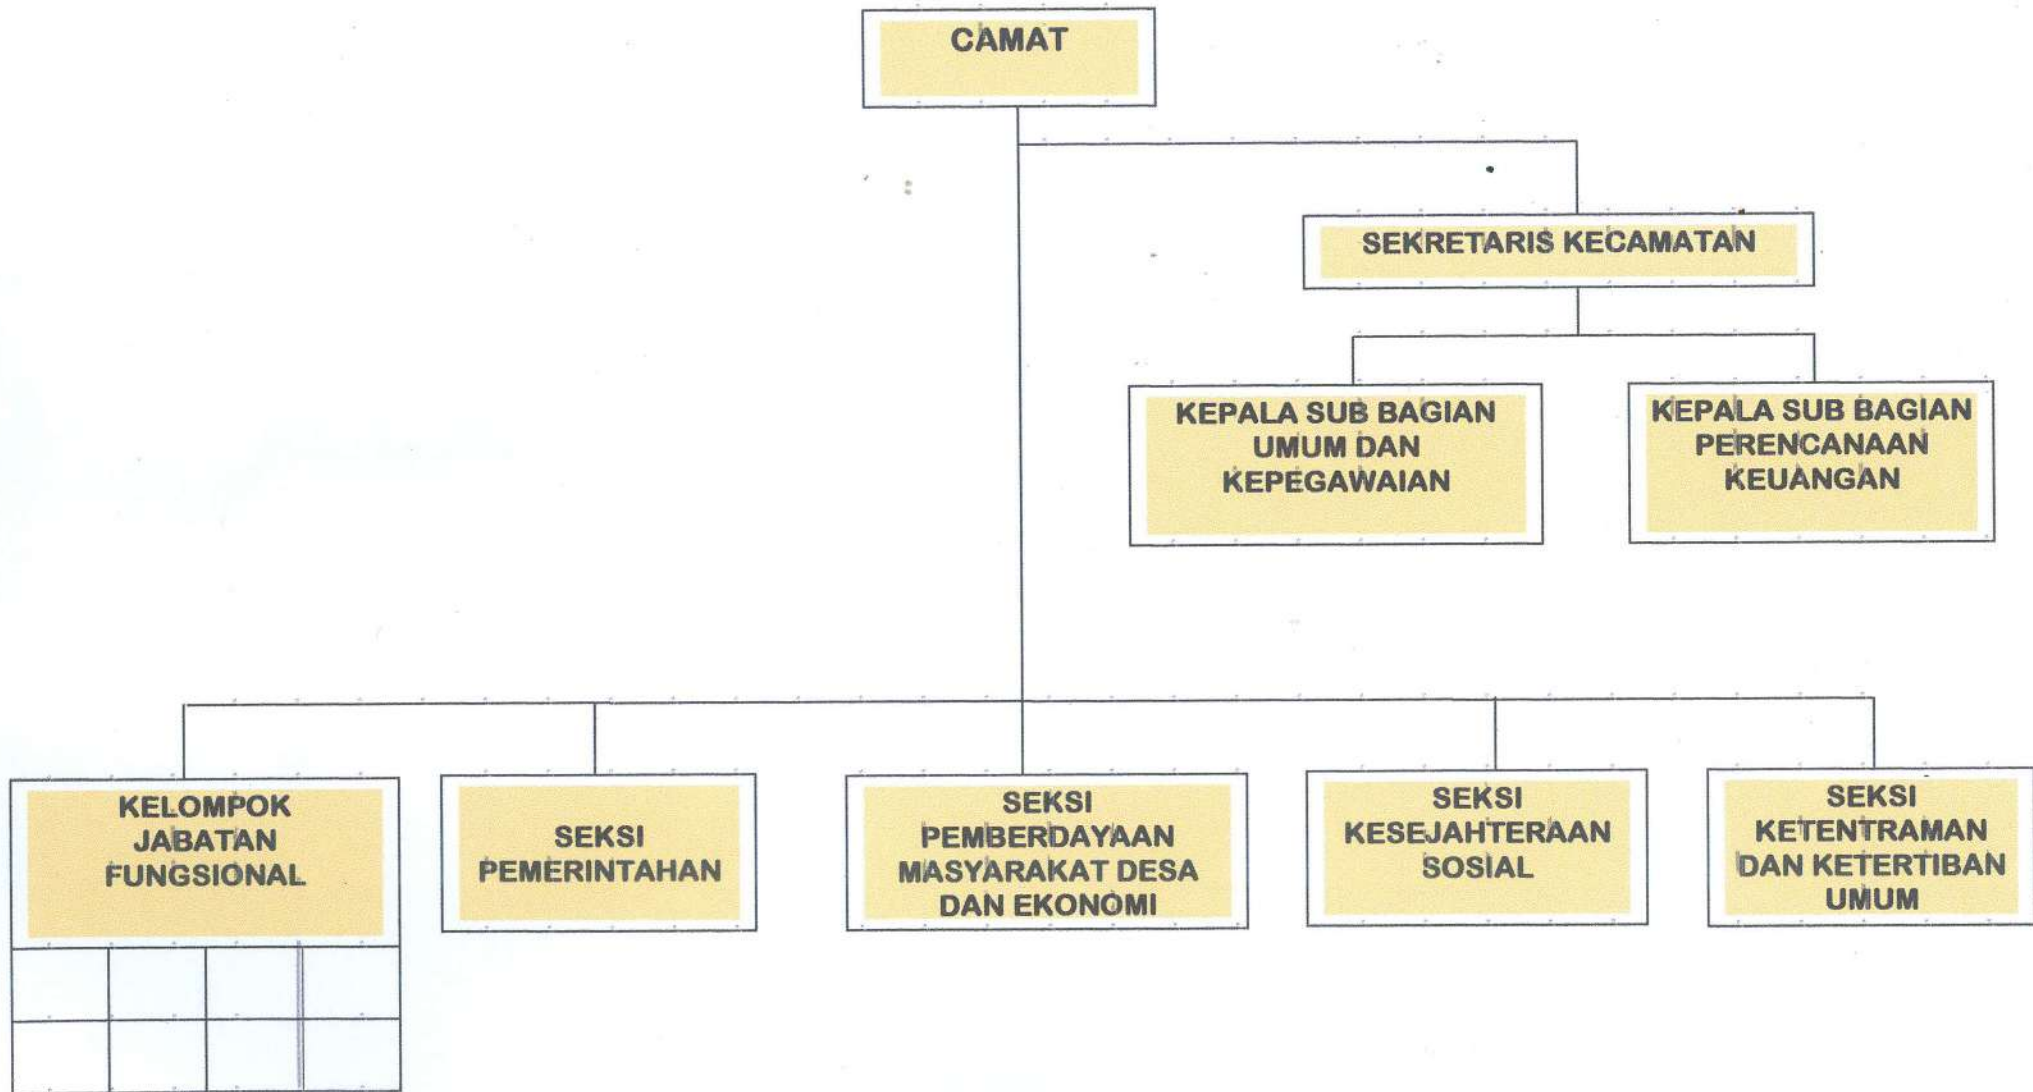 CAMAT
SEKRETARIS KECAMATAN
KEPALA SUB BAGIAN
UMUM DAN
KEPEGAWAIAN
KEPALA SUB BAGIAN
PERENCANAAN
KEUANGAN
KELOMPOK
JABATAN
FUNGSIONAL
SEKSI
PEMERINTAHAN
SEKSI
PEMBERDAYAAN
MASYARAKAT DESA
DAN EKONOMI
SEKSI
KESEJAHTERAAN
SOSIAL
SEKSI
KETENTRAMAN
DAN KETERTIBAN
UMUM